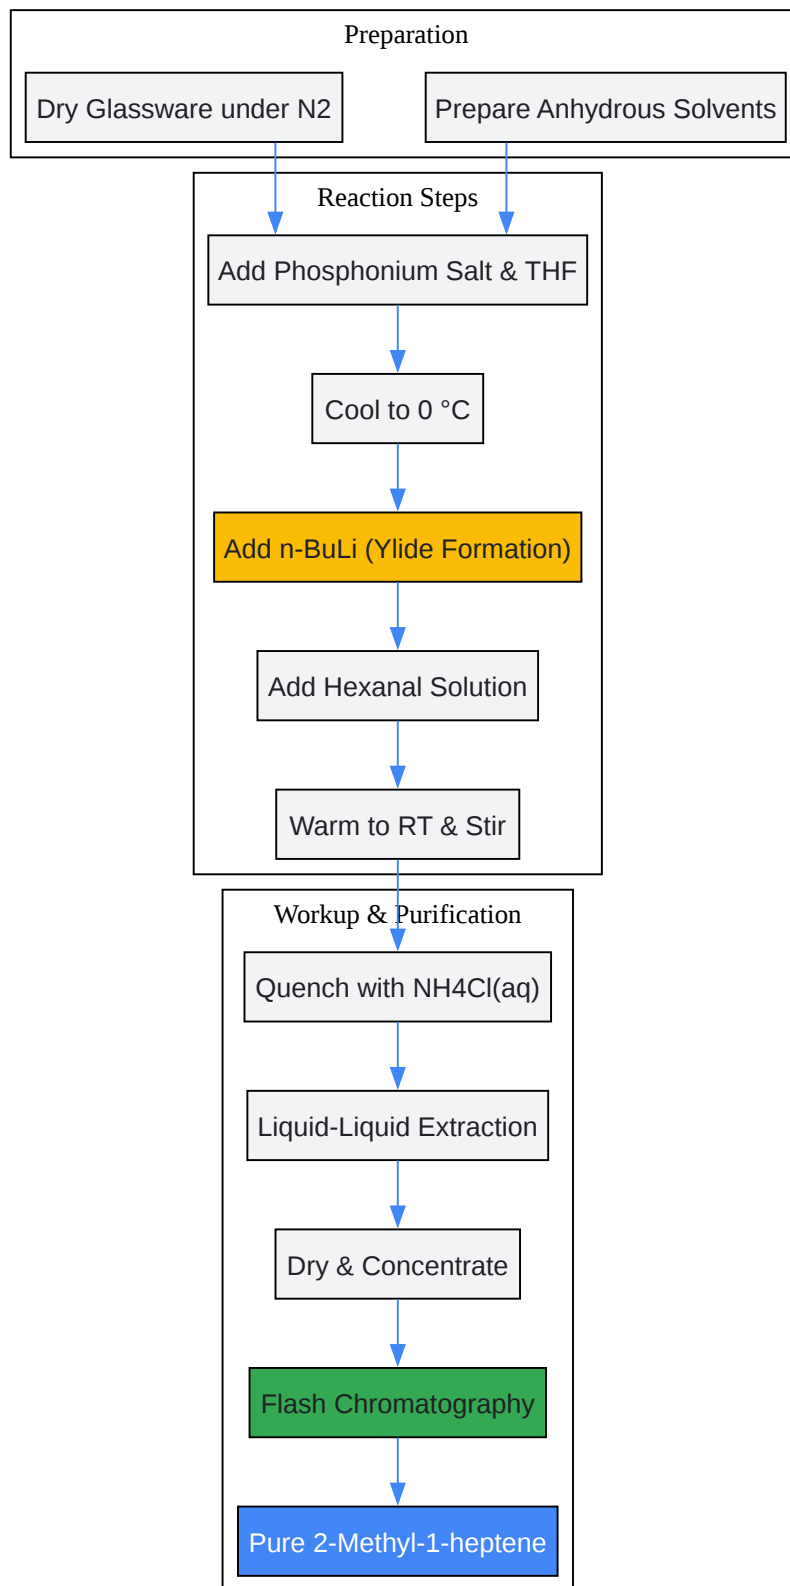 Preparation
Dry Glassware under N2
Prepare Anhydrous Solvents
Reaction Steps
Add Phosphonium Salt & THF
Cool to 0 °C
Add n-BuLi (Ylide Formation)
Add Hexanal Solution
Warm to RT & Stir
Workup & Purification
Quench with NH4Cl(aq)
Liquid-Liquid Extraction
Dry & Concentrate
Flash Chromatography
Pure 2-Methyl-1-heptene